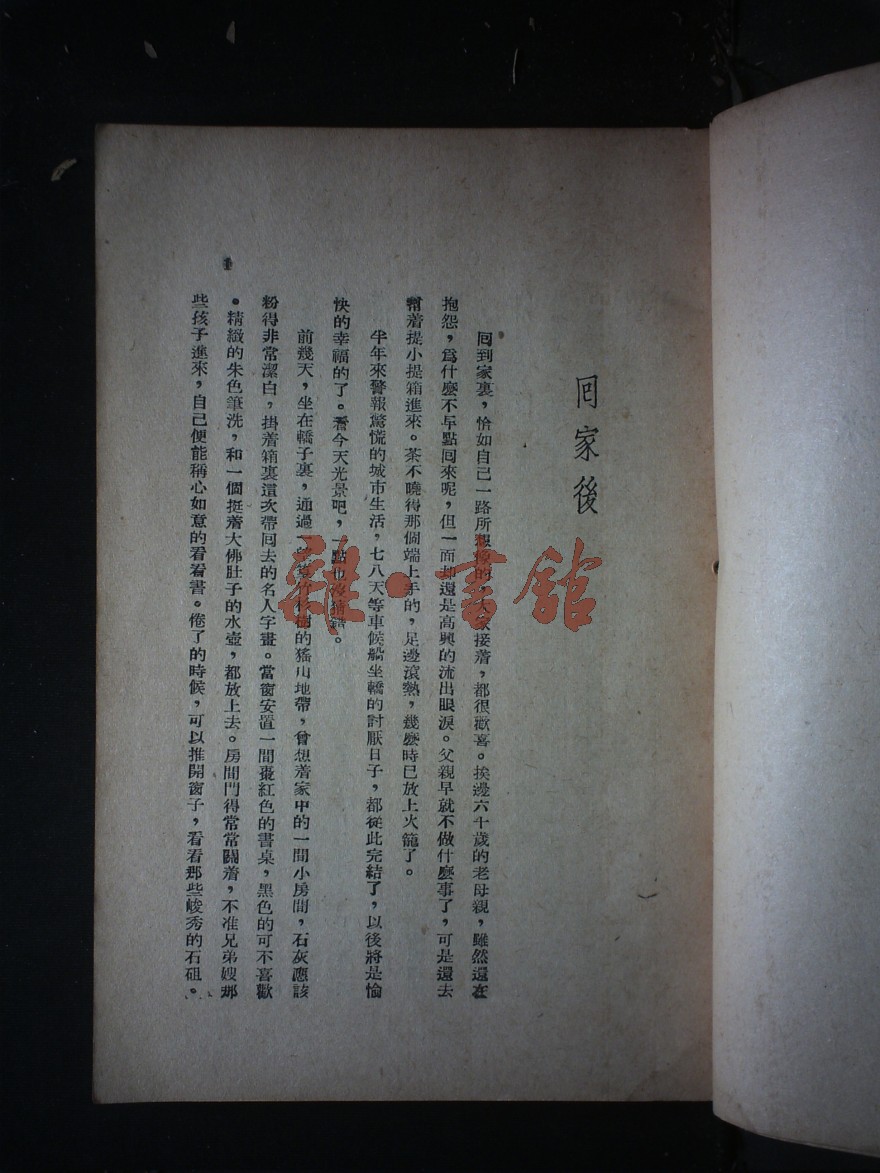 回家後
回到家裏，恰如自己一路所想像的，大家接着，都很歡喜。挨邊六十歲的老母親，雖然還在
抱怨，爲什麼不早點回來呢，但一面却還是高興的流出眼淚。父親早就不做什麼事了，可是還去
幫着提小提箱進來。茶不曉得那個端上手的，足邊滾熱，幾麽時已放上火籠了。
半年來警報驚慌的城市生活，七八天等車候船坐轎的討厭日子，都從此完結了，以後將是愉
快的幸福的了。看今天光景吧，一點也沒猜錯。
前幾天，坐在轎子裏，通過 樹的猺山地帶，曾想着家中的一間小房間，石灰應該
粉得非常潔白，掛着箱裏這次帶回去的名人字畫。當窗安置一間棗紅色的書桌，黑色的可不喜歡
。精緻的朱色筆洗，和一個挺着大佛肚子的水壺，都放上去。房間門得常常關着，不准兄弟嫂那
些孩子進來，自己便能稱心如意的看看書。倦了的時候，可以推開窗子，看看那些峻秀的石砠。
雜·書館